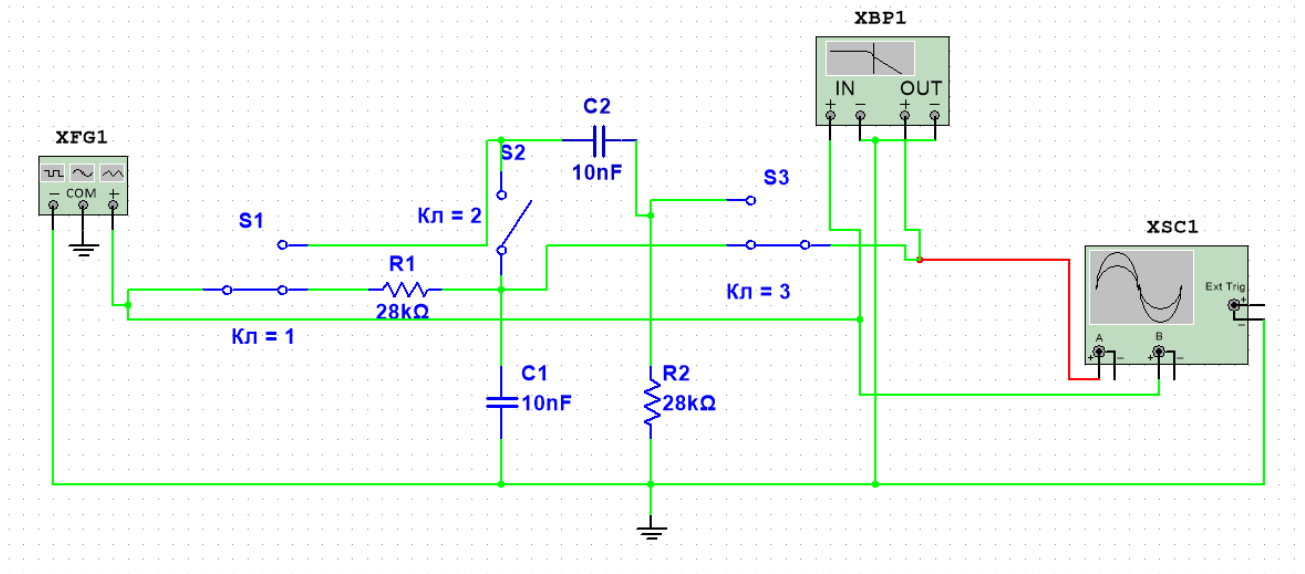 XBP1
IN OUT
+ − + −
C2
10nF
XFG1
− COM +
S2
S3
S1
Кл = 2
R1
28kΩ
Кл = 1
Кл = 3
XSC1
Ext Trig
+
−
A B
+ − + −
C1
10nF
R2
28kΩ